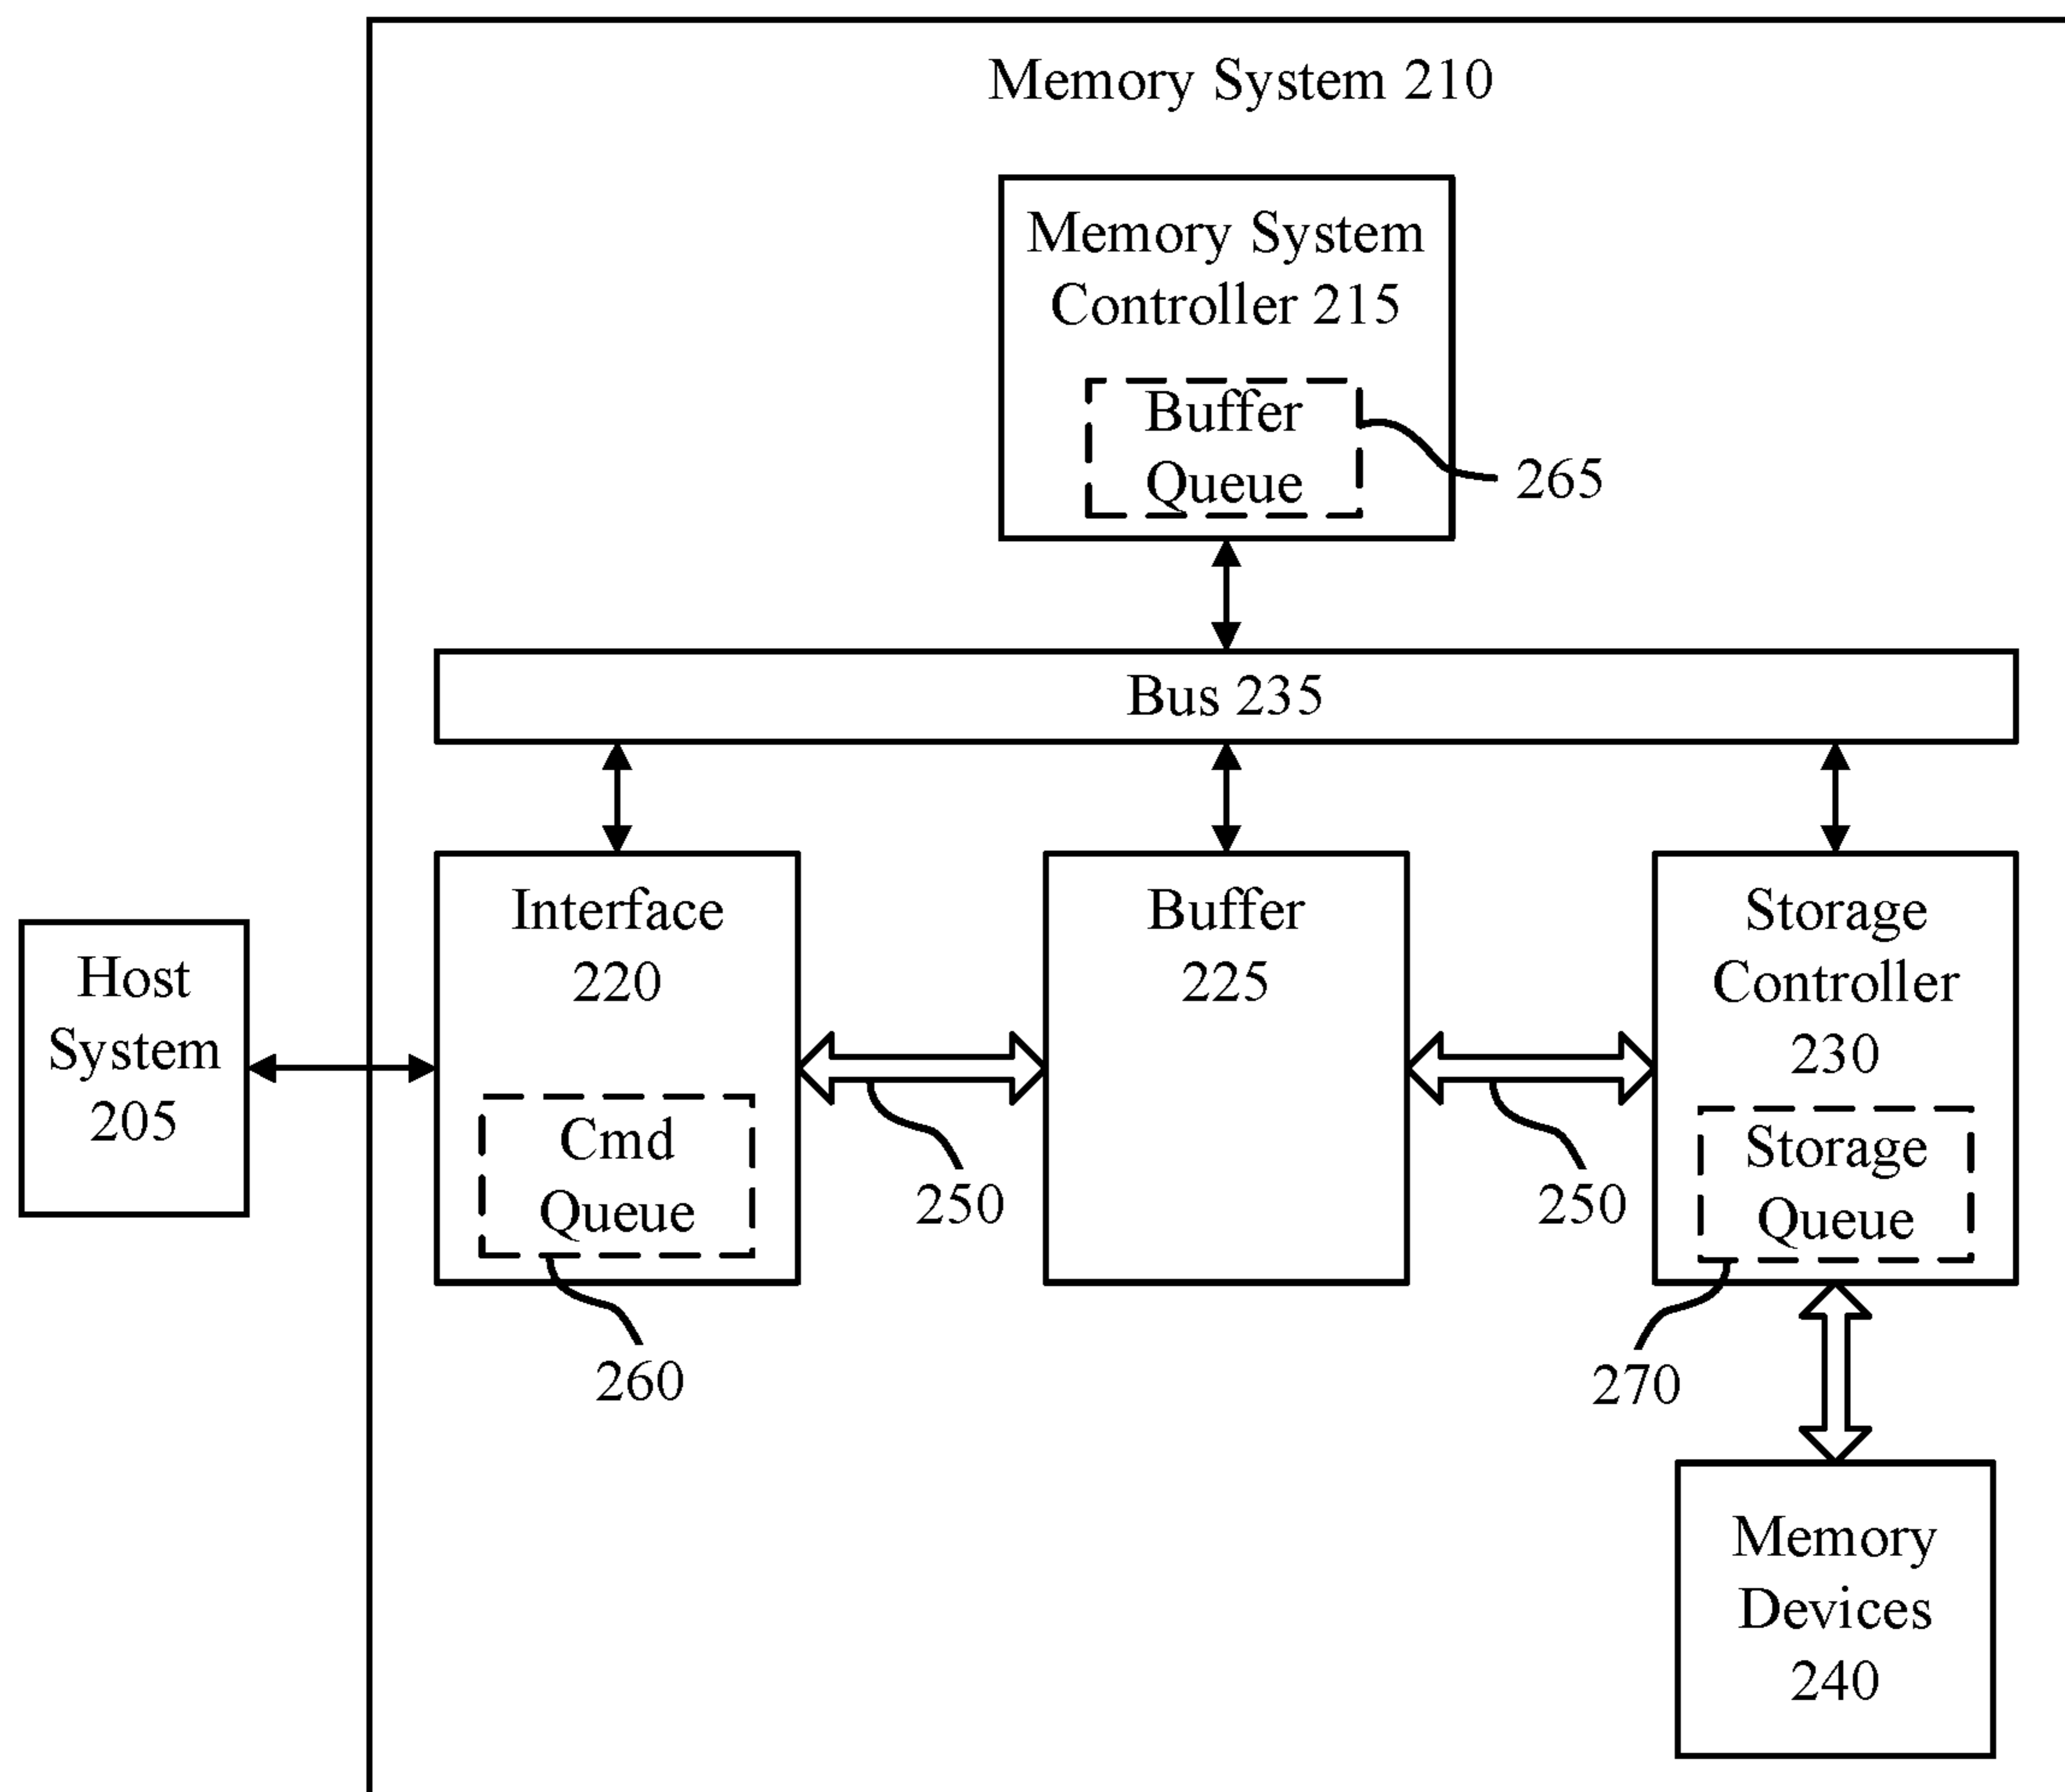 Memory System 210
Memory System
Controller 215
Buffer
Queue
265
Bus 235
Host
System
205
Interface
220
Cmd
Queue
260
250
Buffer
225
250
Storage
Controller
230
Storage
Queue
270
Memory
Devices
240